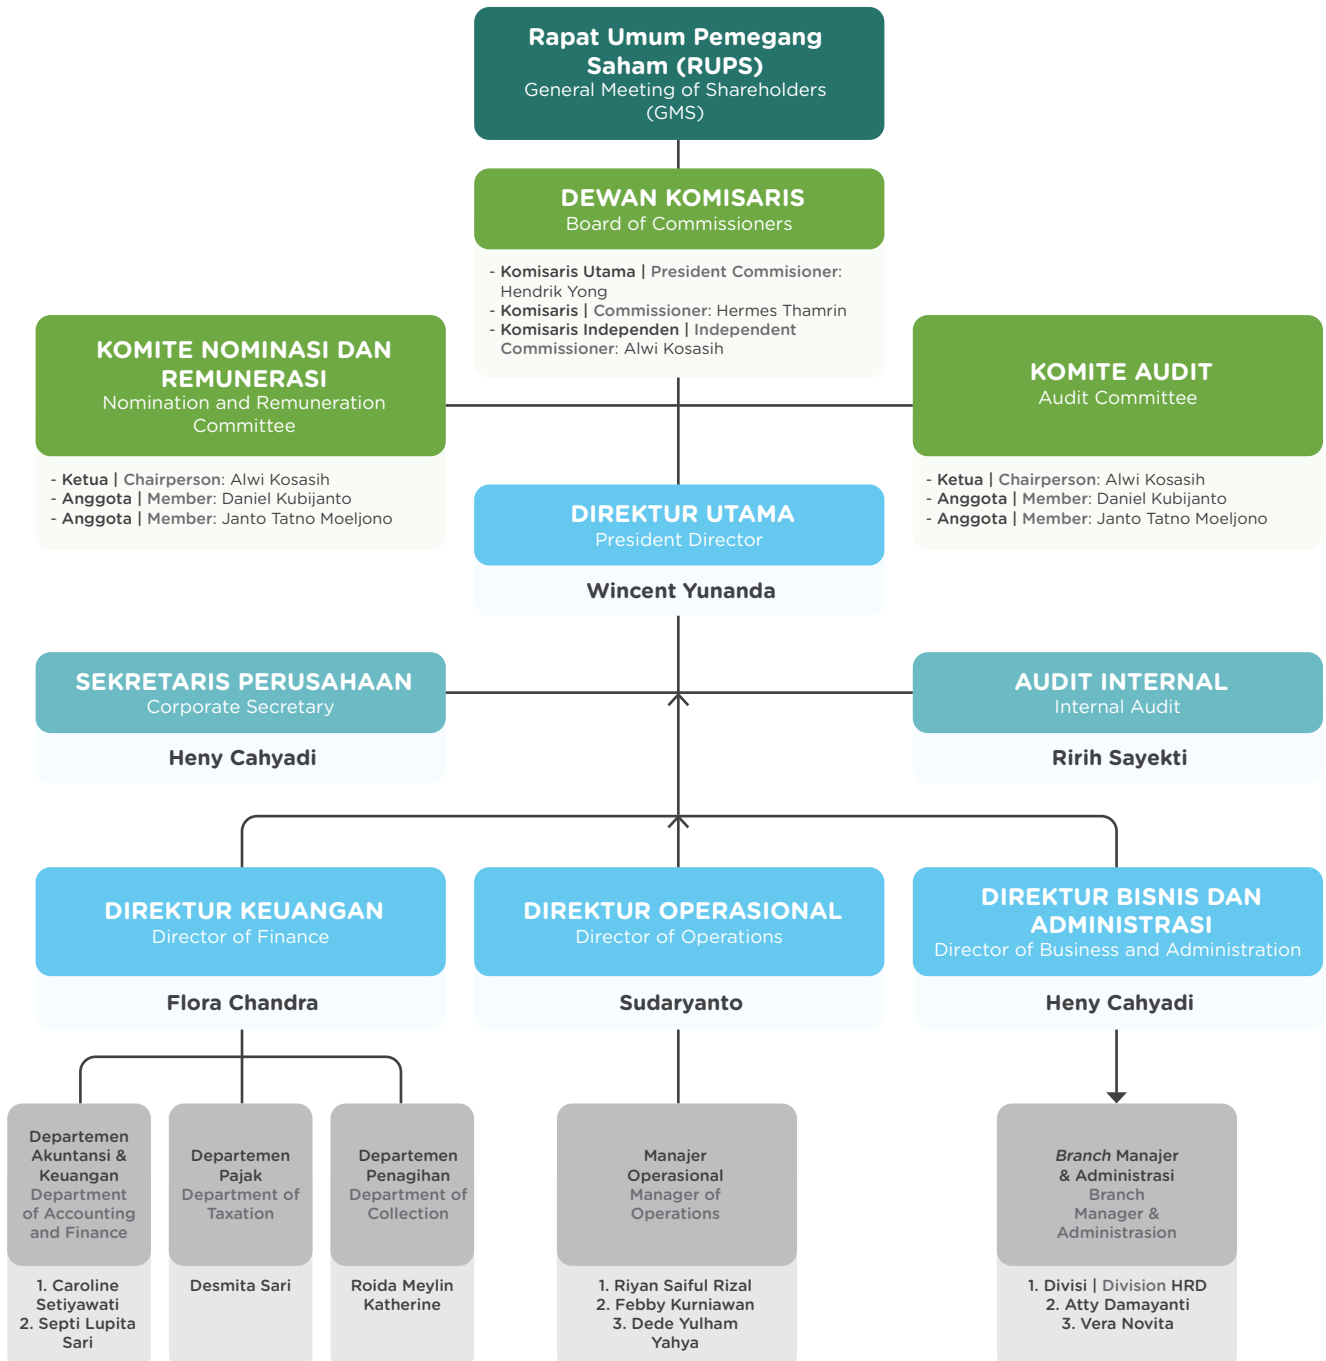 Rapat Umum Pemegang
Saham (RUPS)
General Meeting of Shareholders
(GMS)
DEWAN KOMISARIS
Board of Commissioners
- Komisaris Utama | President Commisioner:
Hendrik Yong
- Komisaris | Commissioner: Hermes Thamrin
- Komisaris Independen | Independent
Commissioner: Alwi Kosasih
KOMITE NOMINASI DAN
REMUNERASI
Nomination and Remuneration
Committee
- Ketua | Chairperson: Alwi Kosasih
- Anggota | Member: Daniel Kubijanto
- Anggota | Member: Janto Tatno Moeljono
KOMITE AUDIT
Audit Committee
- Ketua | Chairperson: Alwi Kosasih
- Anggota | Member: Daniel Kubijanto
- Anggota | Member: Janto Tatno Moeljono
DIREKTUR UTAMA
President Director
Wincent Yunanda
SEKRETARIS PERUSAHAAN
Corporate Secretary
Heny Cahyadi
AUDIT INTERNAL
Internal Audit
Ririh Sayekti
DIREKTUR KEUANGAN
Director of Finance
Flora Chandra
DIREKTUR OPERASIONAL
Director of Operations
Sudaryanto
DIREKTUR BISNIS DAN
ADMINISTRASI
Director of Business and Administration
Heny Cahyadi
Departemen
Akuntansi &
Keuangan
Department
of Accounting
and Finance
1. Caroline
Setiyawati
2. Septi Lupita
Sari
Departemen
Pajak
Department of
Taxation
Desmita Sari
Departemen
Penagihan
Department of
Collection
Roida Meylin
Katherine
Manajer
Operasional
Manager of
Operations
1. Riyan Saiful Rizal
2. Febby Kurniawan
3. Dede Yulham
Yahya
Branch Manajer
& Administrasi
Branch
Manager &
Administrasion
1. Divisi | Division HRD
2. Atty Damayanti
3. Vera Novita